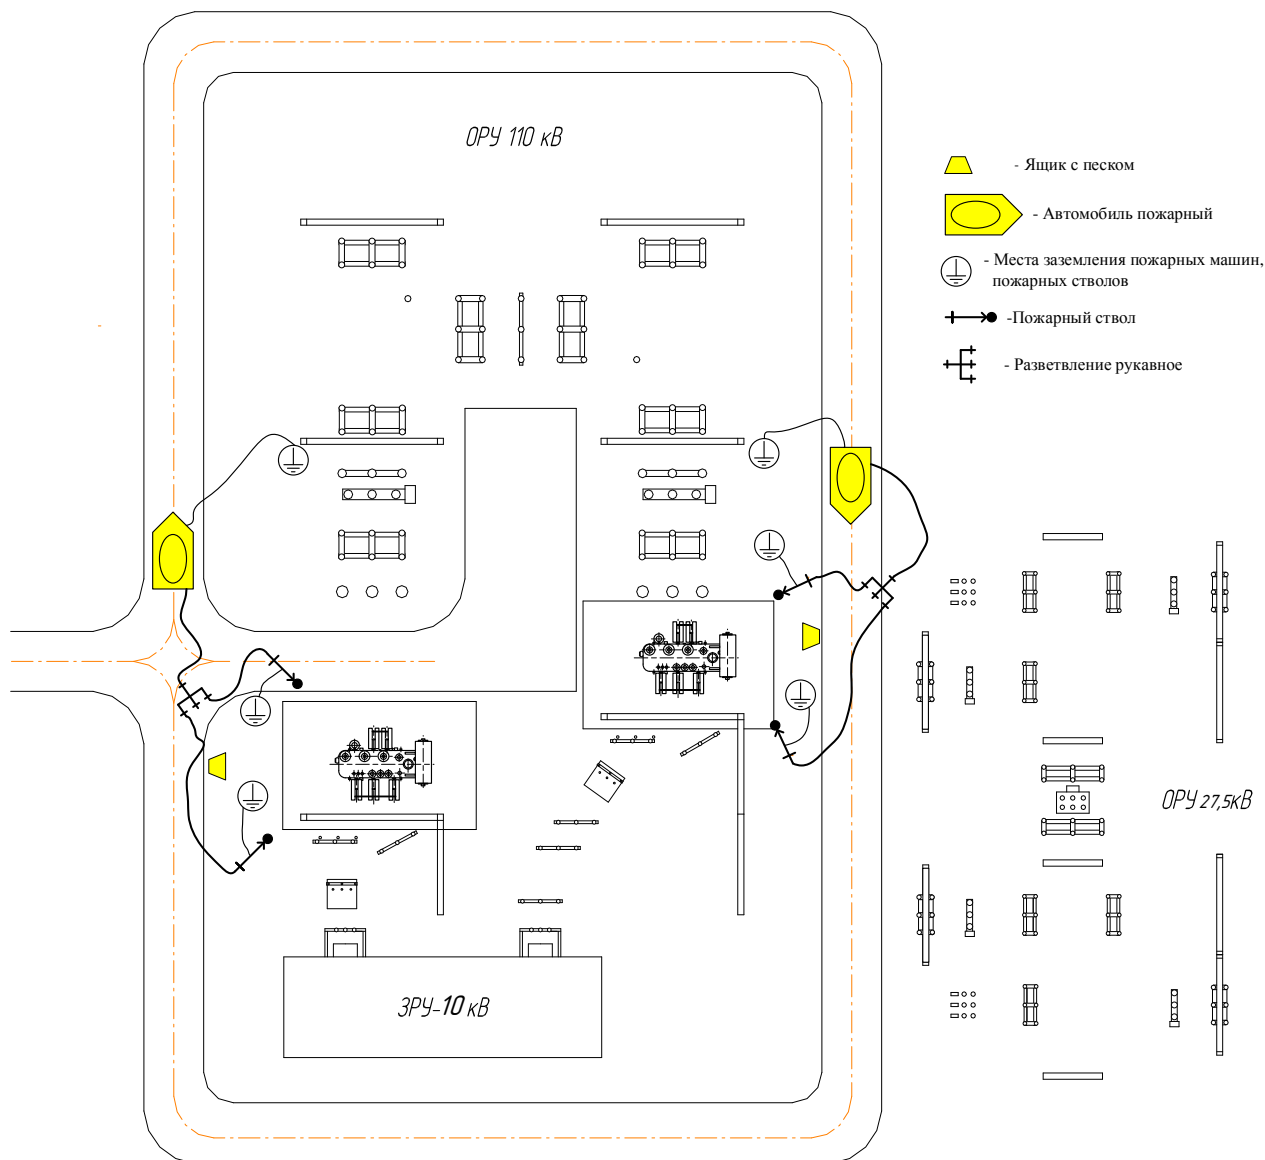 ОРУ 110 кВ
- Ящик с песком
- Автомобиль пожарный
- Места заземления пожарных машин,
пожарных стволов
-Пожарный ствол
- Разветвление рукавное
ОРУ 27,5кВ
ЗРУ-10 кВ